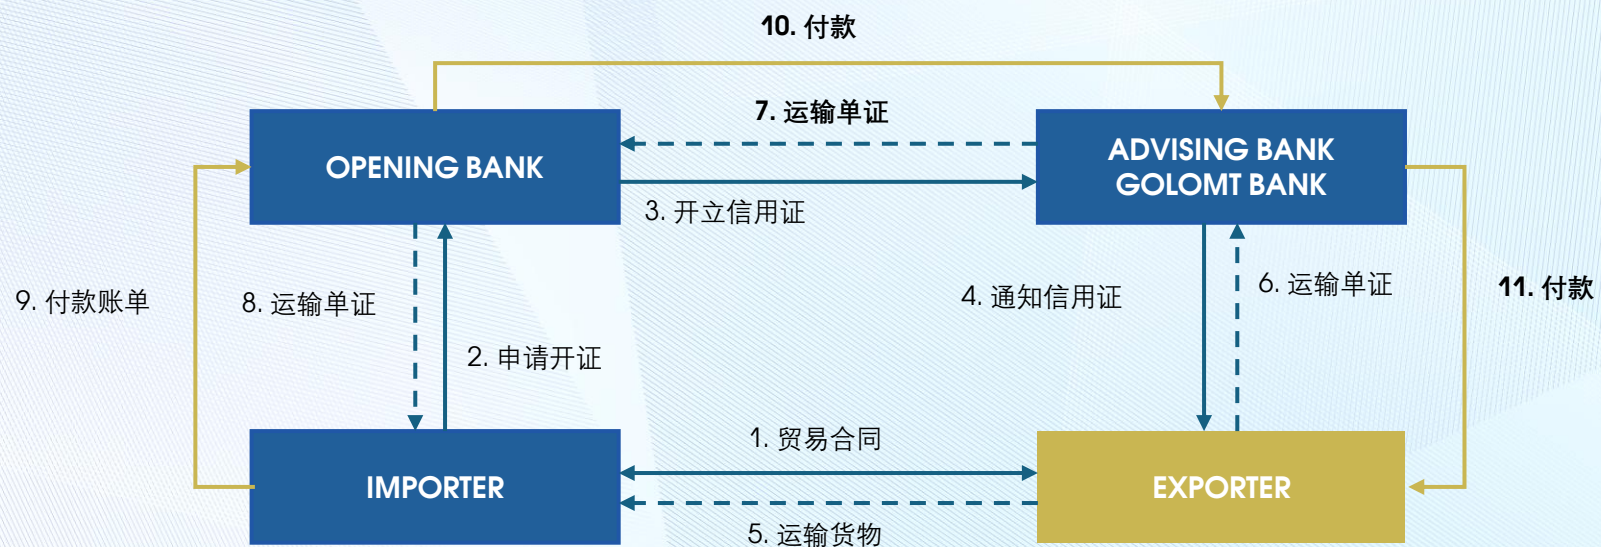 10. 付款
7. 运输单证
OPENING BANK
ADVISING BANK
GOLOMT BANK
3. 开立信用证
9. 付款账单
8. 运输单证
2. 申请开证
4. 通知信用证
6. 运输单证
11. 付款
1. 贸易合同
IMPORTER
EXPORTER
5. 运输货物